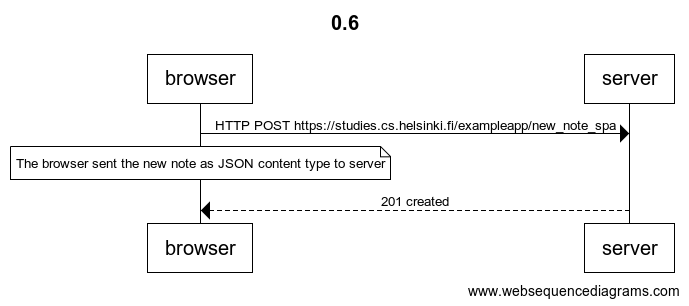 0.6
browser
server
HTTP POST https://studies.cs.helsinki.fi/exampleapp/new_note_spa
The browser sent the new note as JSON content type to server
201 created
browser
server
www.websequencediagrams.com